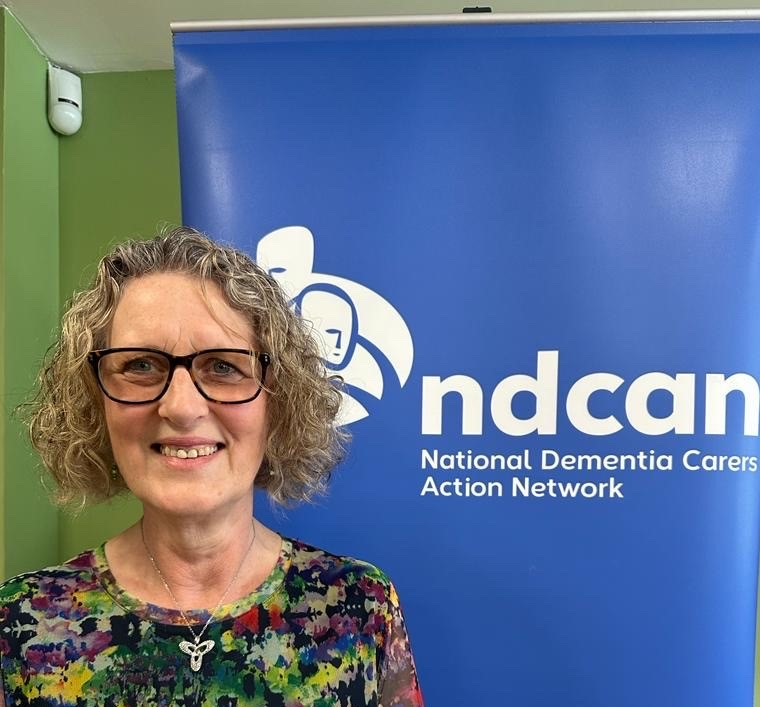 ndcan
National Dementia Carers
Action Network